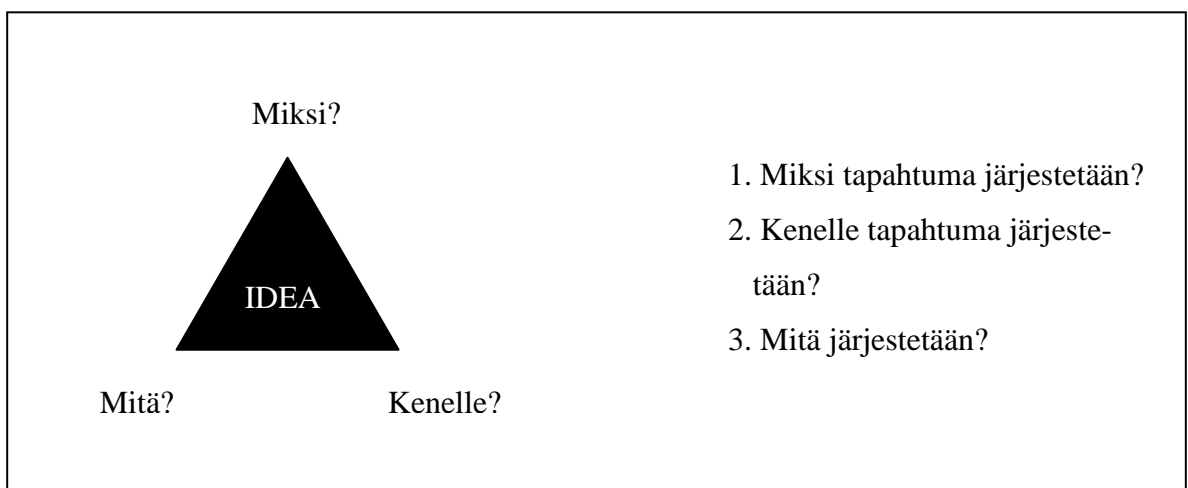 Miksi?
IDEA
Mitä?
Kenelle?
1. Miksi tapahtuma järjestetään?
2. Kenelle tapahtuma järjeste-
tään?
3. Mitä järjestetään?